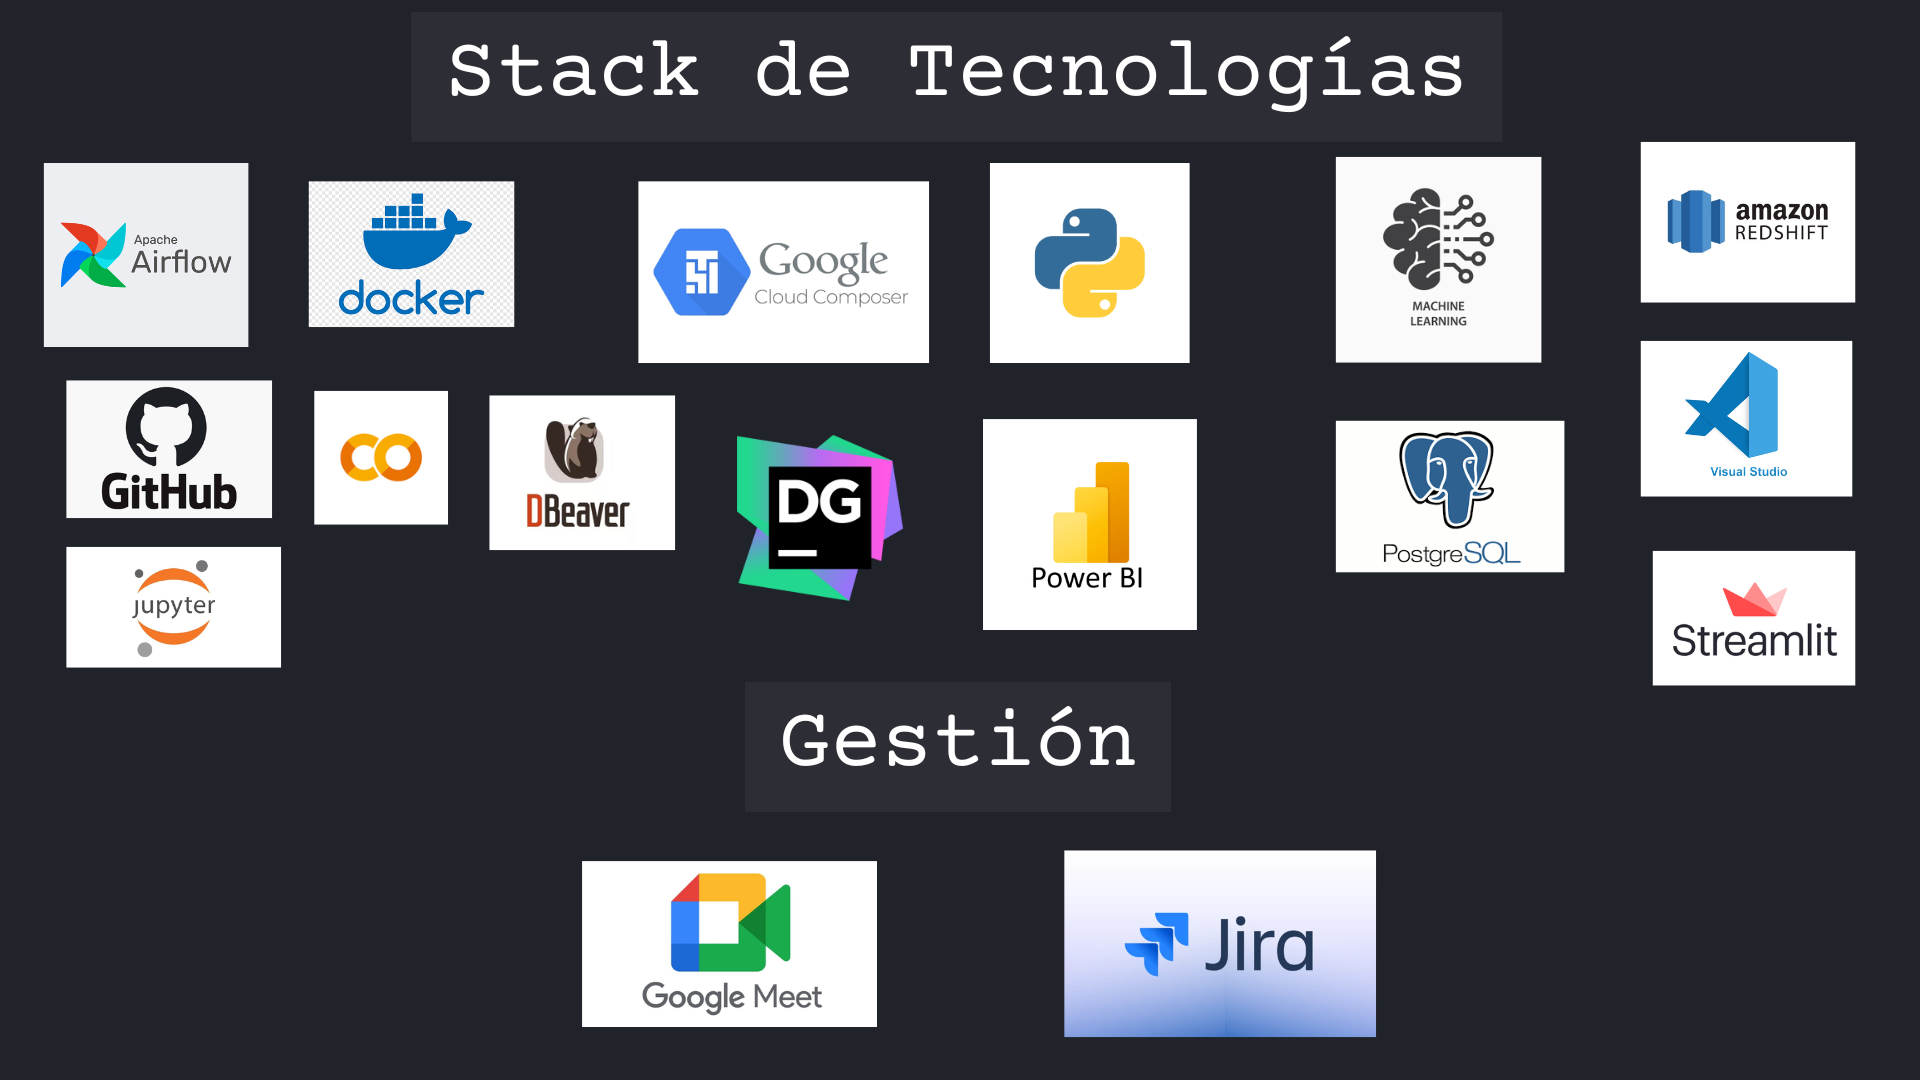 Stack de Tecnologías
Apache
Airflow
docker
Google
Cloud Composer
MACHINE
LEARNING
amazon
REDSHIFT
GitHub
DBeaver
DG
Power BI
PostgreSQL
Visual Studio
jupyter
Streamlit
Gestión
Google Meet
Jira